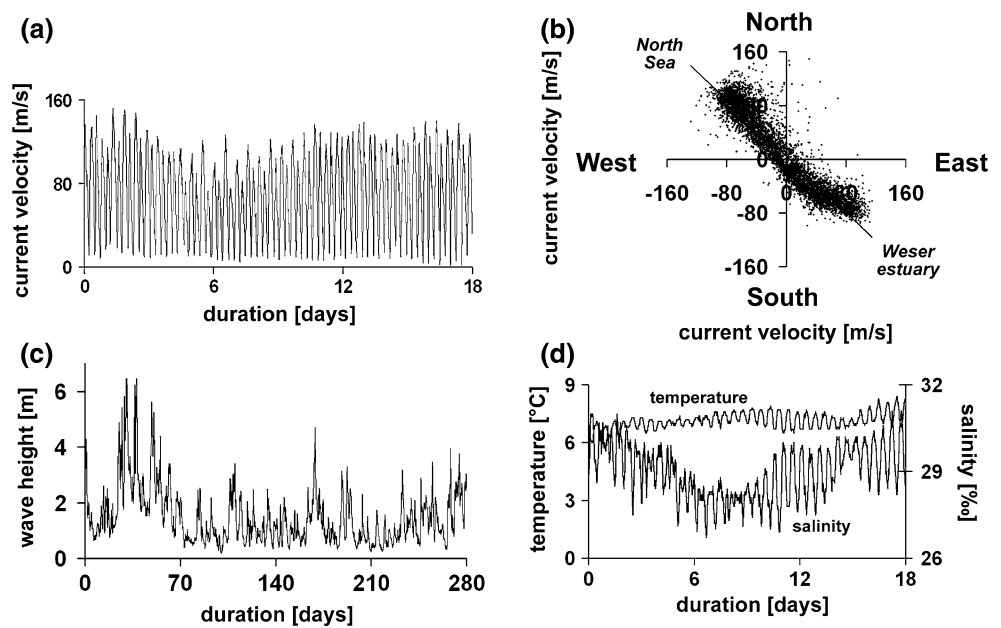 (a)
current velocity [m/s]
160
80
0
0 6 12 18
duration [days]
(b)
North
North
Sea
current velocity [m/s]
160
80
West 0 East
-160 -80 0 80 160
-80
Weser
estuary
-160
South
current velocity [m/s]
(c)
wave height [m]
6
4
2
0
0 70 140 210 280
duration [days]
(d)
temperature [°C]
9 32
temperature
6
29
3
salinity
0 26
salinity [‰]
0 6 12 18
duration [days]